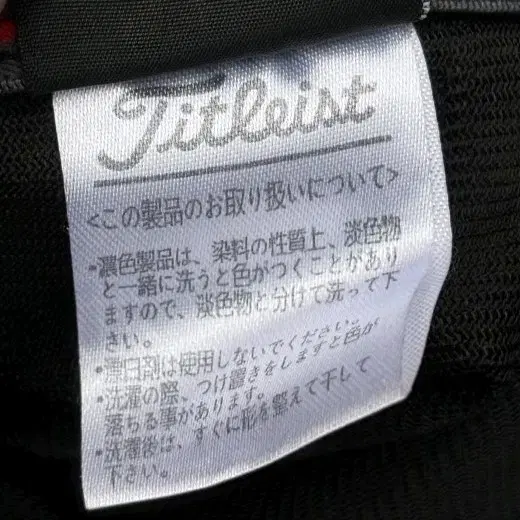 Titleist
<この製品のお取り扱いについて>
・濃色製品は、染料の性質上、淡色物
と一緒に洗うと色がつくことがあり
ますので、淡色物と分けて洗って下
さい。
・漂白剤は使用しないでください。
・洗濯の際、つけ置きをしますと色が
落ちる事があります。
・洗濯後は、すぐに形を整えて干して
下さい。